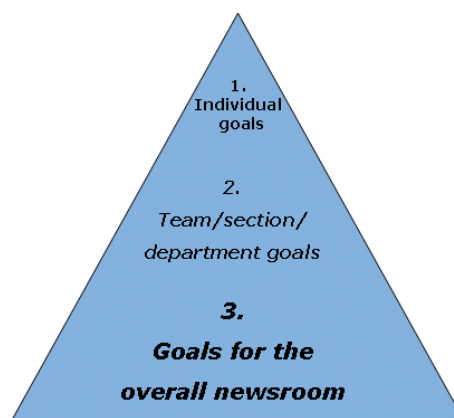 1.
Individual
goals
2.
Team/section/
department goals
3.
Goals for the
overall newsroom